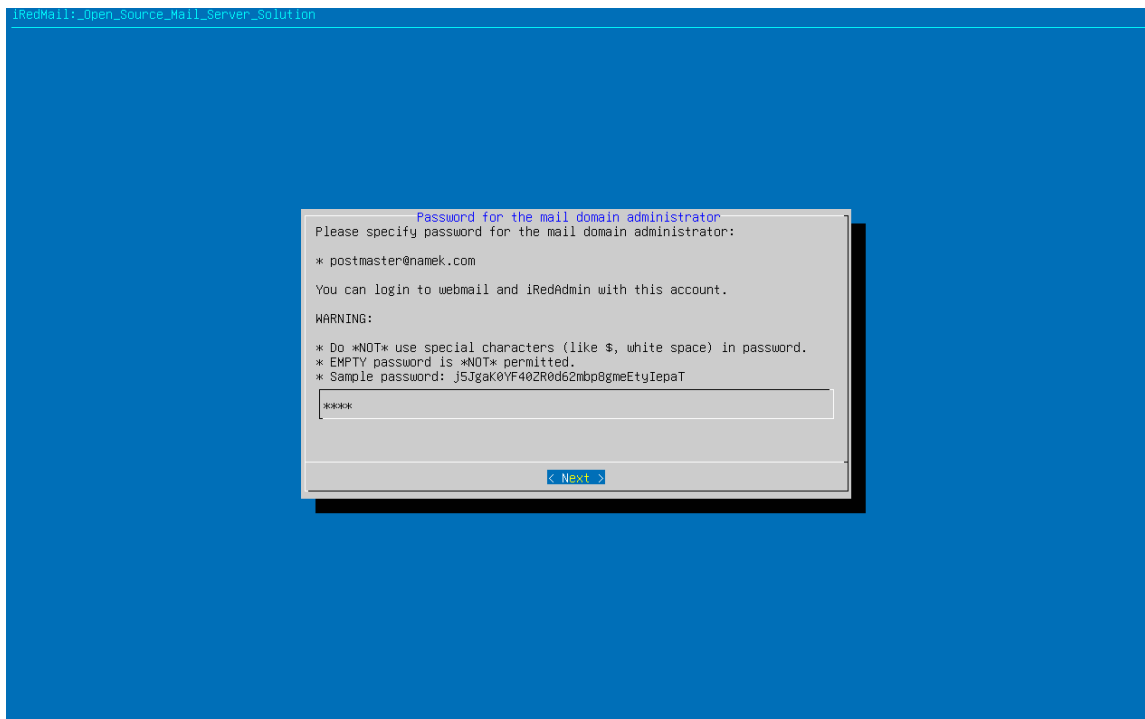 iRedMail:_Open_Source_Mail_Server_Solution
Password for the mail domain administrator
Please specify password for the mail domain administrator:
* postmaster@namek.com
You can login to webmail and iRedAdmin with this account.
WARNING:
* Do *NOT* use special characters (like $, white space) in password.
* EMPTY password is *NOT* permitted.
* Sample password: j5JgaK0YF40ZR0d62mbp8gmeEtyIepaT
****
< Next >